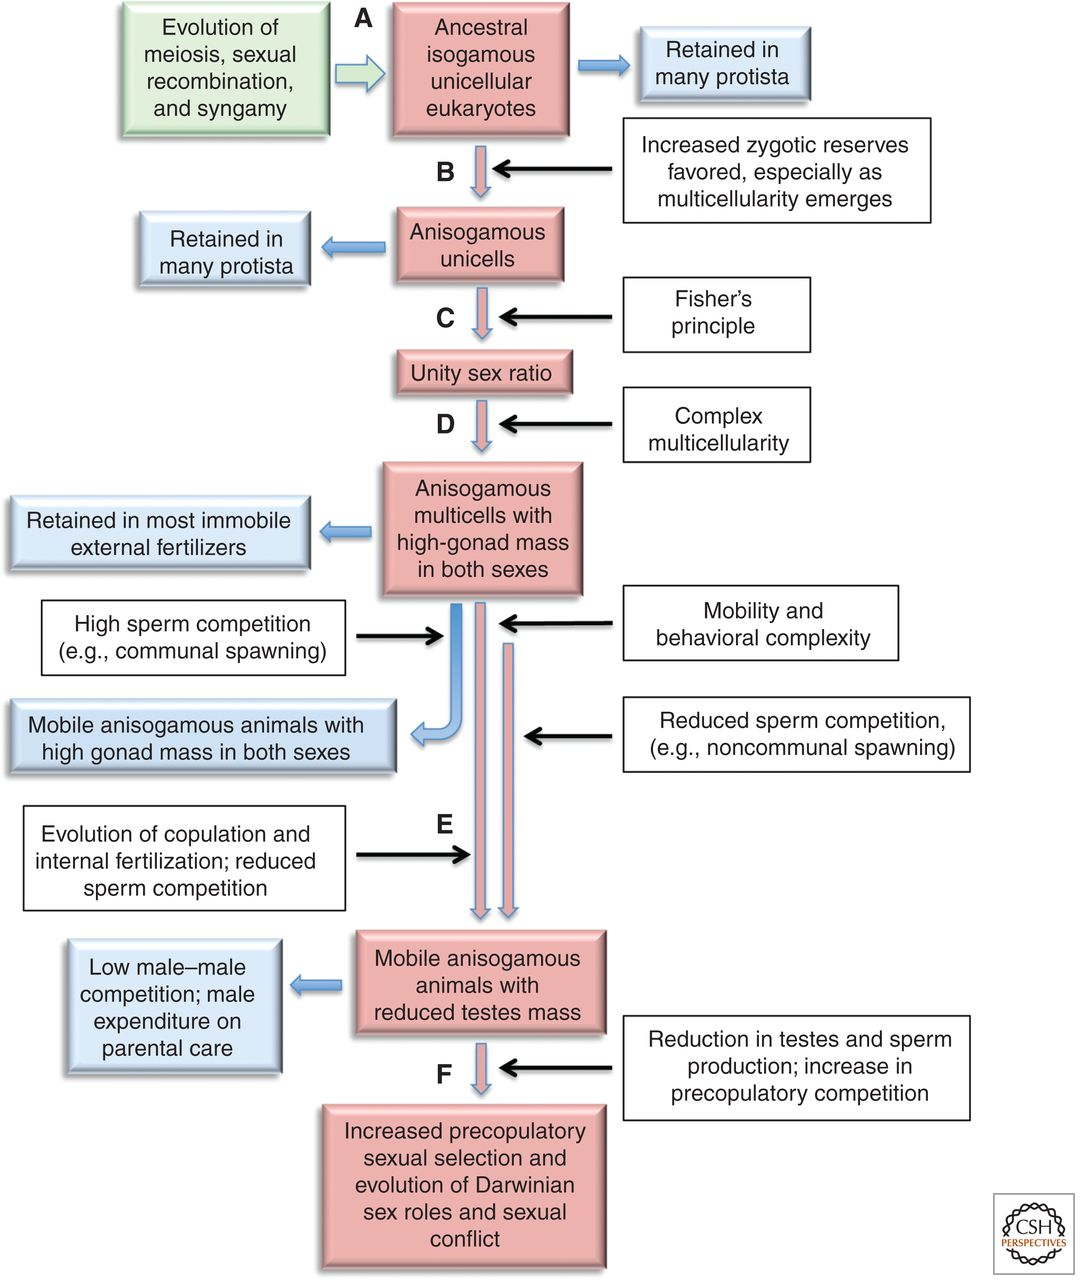 Evolution of
meiosis, sexual
recombination,
and syngamy
A
Ancestral
isogamous
unicellular
eukaryotes
Retained in
many protista
B
Increased zygotic reserves
favored, especially as
multicellularity emerges
Retained in
many protista
Anisogamous
unicells
C
Fisher’s
principle
Unity sex ratio
D
Complex
multicellularity
Anisogamous
multicells with
high-gonad mass
in both sexes
Retained in most immobile
external fertilizers
High sperm competition
(e.g., communal spawning)
Mobility and
behavioral complexity
Mobile anisogamous animals with
high gonad mass in both sexes
Reduced sperm competition,
(e.g., noncommunal spawning)
E
Evolution of copulation and
internal fertilization; reduced
sperm competition
Mobile anisogamous
animals with
reduced testes mass
Low male–male
competition; male
expenditure on
parental care
F
Reduction in testes and sperm
production; increase in
precopulatory competition
Increased precopulatory
sexual selection and
evolution of Darwinian
sex roles and sexual
conflict
CSH
PERSPECTIVES